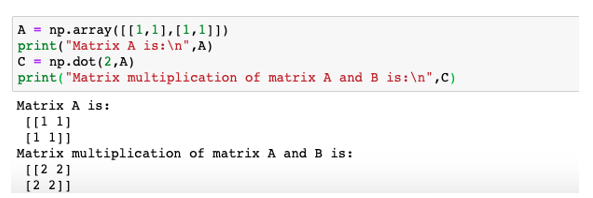 A = np.array([[1,1],[1,1]])
print("Matrix A is:\n",A)
C = np.dot(2,A)
print("Matrix multiplication of matrix A and B is:\n",C)
Matrix A is:
[[1 1]
[1 1]]
Matrix multiplication of matrix A and B is:
[[2 2]
[2 2]]